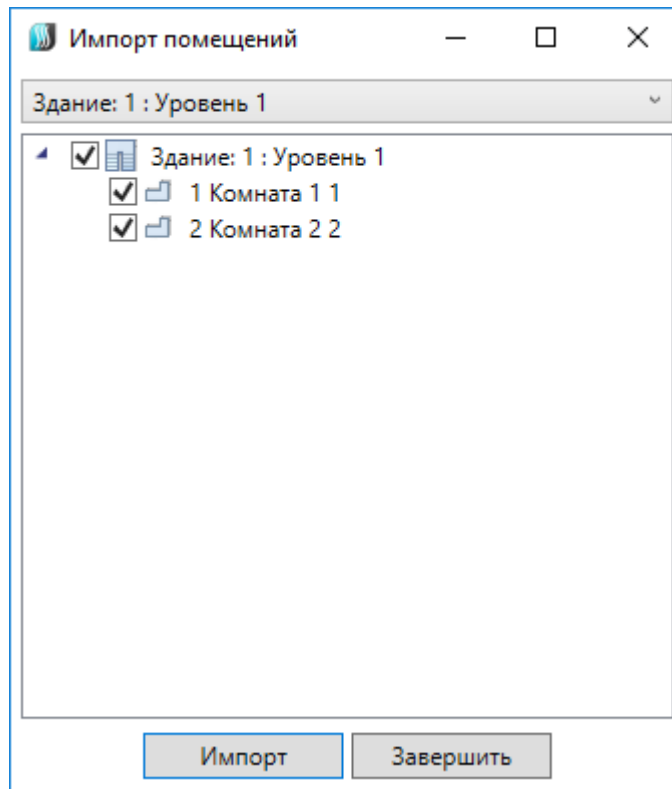 Импорт помещений
Здание: 1 : Уровень 1
Здание: 1 : Уровень 1
1 Комната 1 1
2 Комната 2 2
Импорт Завершить